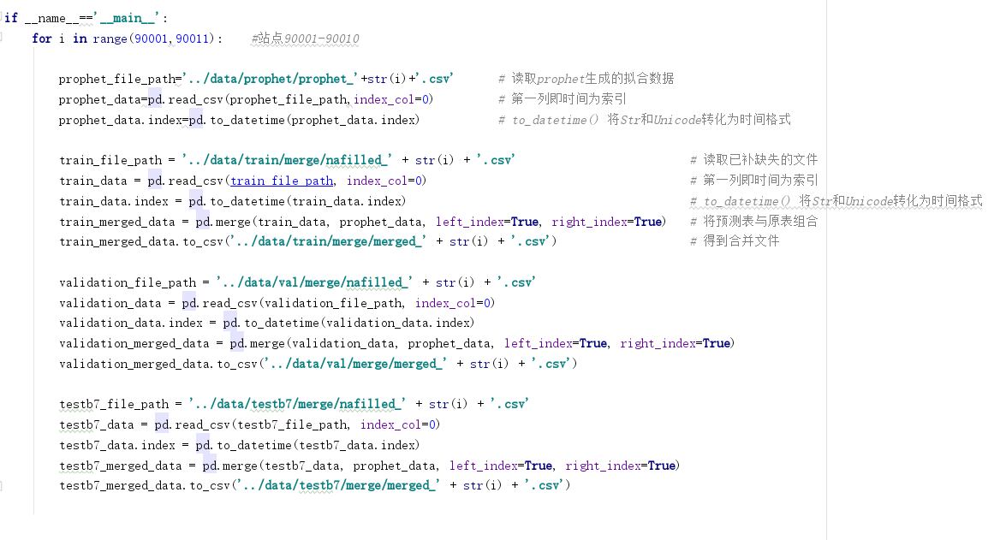 if __name__=='__main__':
for i in range(90001,90011):    #站点90001-90010
prophet_file_path='../data/prophet/prophet_'+str(i)+'.csv'    # 读取prophet生成的拟合数据
prophet_data=pd.read_csv(prophet_file_path,index_col=0)    # 第一列即时间为索引
prophet_data.index=pd.to_datetime(prophet_data.index)    # to_datetime() 将Str和Unicode转化为时间格式
train_file_path = '../data/train/merge/nafilled_' + str(i) + '.csv'    # 读取已补缺失的文件
train_data = pd.read_csv(train_file_path, index_col=0)    # 第一列即时间为索引
train_data.index = pd.to_datetime(train_data.index)    # to_datetime() 将Str和Unicode转化为时间格式
train_merged_data = pd.merge(train_data, prophet_data, left_index=True, right_index=True)    # 将预测表与原表组合
train_merged_data.to_csv('../data/train/merge/merged_' + str(i) + '.csv')    # 得到合并文件
validation_file_path = '../data/val/merge/nafilled_' + str(i) + '.csv'
validation_data = pd.read_csv(validation_file_path, index_col=0)
validation_data.index = pd.to_datetime(validation_data.index)
validation_merged_data = pd.merge(validation_data, prophet_data, left_index=True, right_index=True)
validation_merged_data.to_csv('../data/val/merge/merged_' + str(i) + '.csv')
testb7_file_path = '../data/testb7/merge/nafilled_' + str(i) + '.csv'
testb7_data = pd.read_csv(testb7_file_path, index_col=0)
testb7_data.index = pd.to_datetime(testb7_data.index)
testb7_merged_data = pd.merge(testb7_data, prophet_data, left_index=True, right_index=True)
testb7_merged_data.to_csv('../data/testb7/merge/merged_' + str(i) + '.csv')